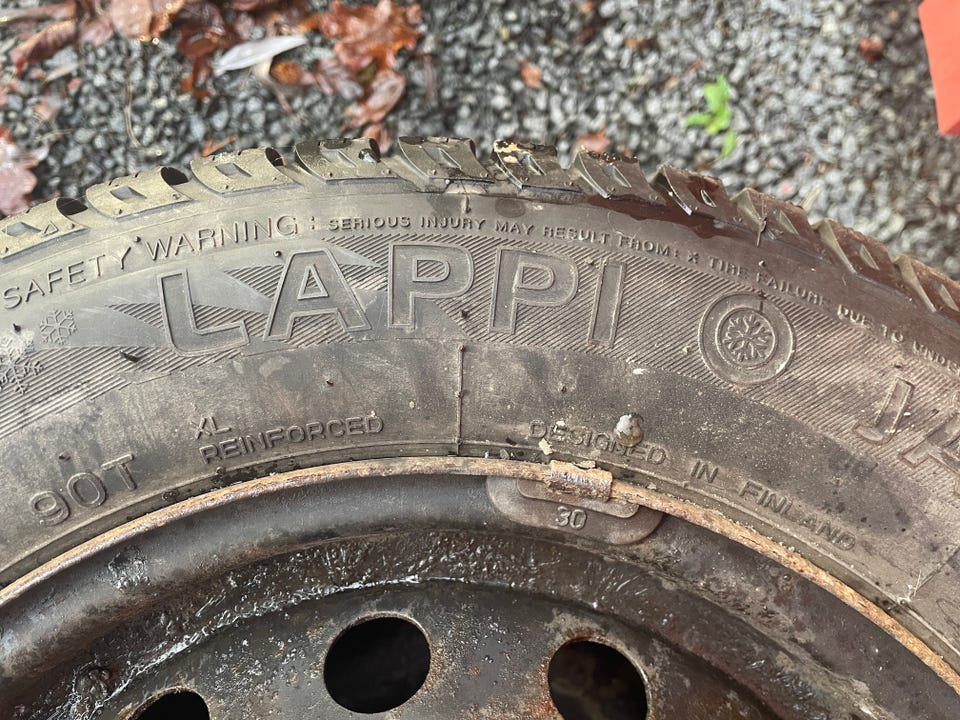 SAFETY WARNING : SERIOUS INJURY MAY RESULT FROM: X TIRE FAILURE DUE TO UNDE
LAPPI
XL
REINFORCED
90T
DESIGNED IN FINLAND
30